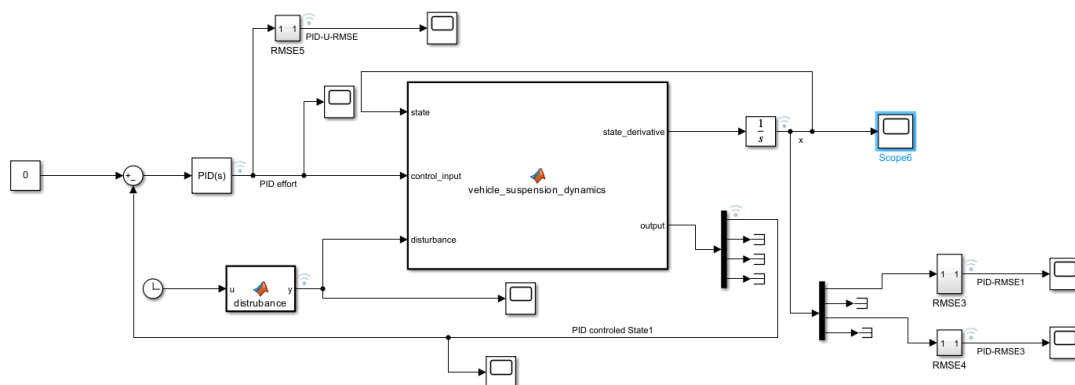 1 1
PID-U-RMSE
RMSE5
state
state_derivative
1
s
x
Scope6
0
+
−
PID(s)
PID effort
control_input
vehicle_suspension_dynamics
output
disturbance
u
y
distrubance
PID controled State1
1 1
PID-RMSE1
RMSE3
1 1
PID-RMSE3
RMSE4